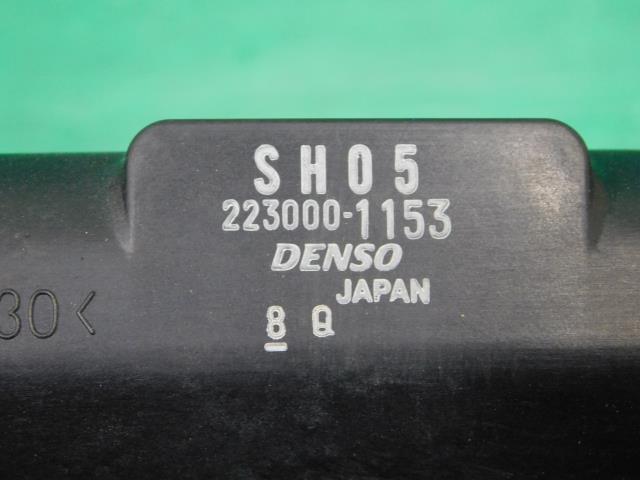 SH05
223000-1153
DENSO
JAPAN
8 Q
30<